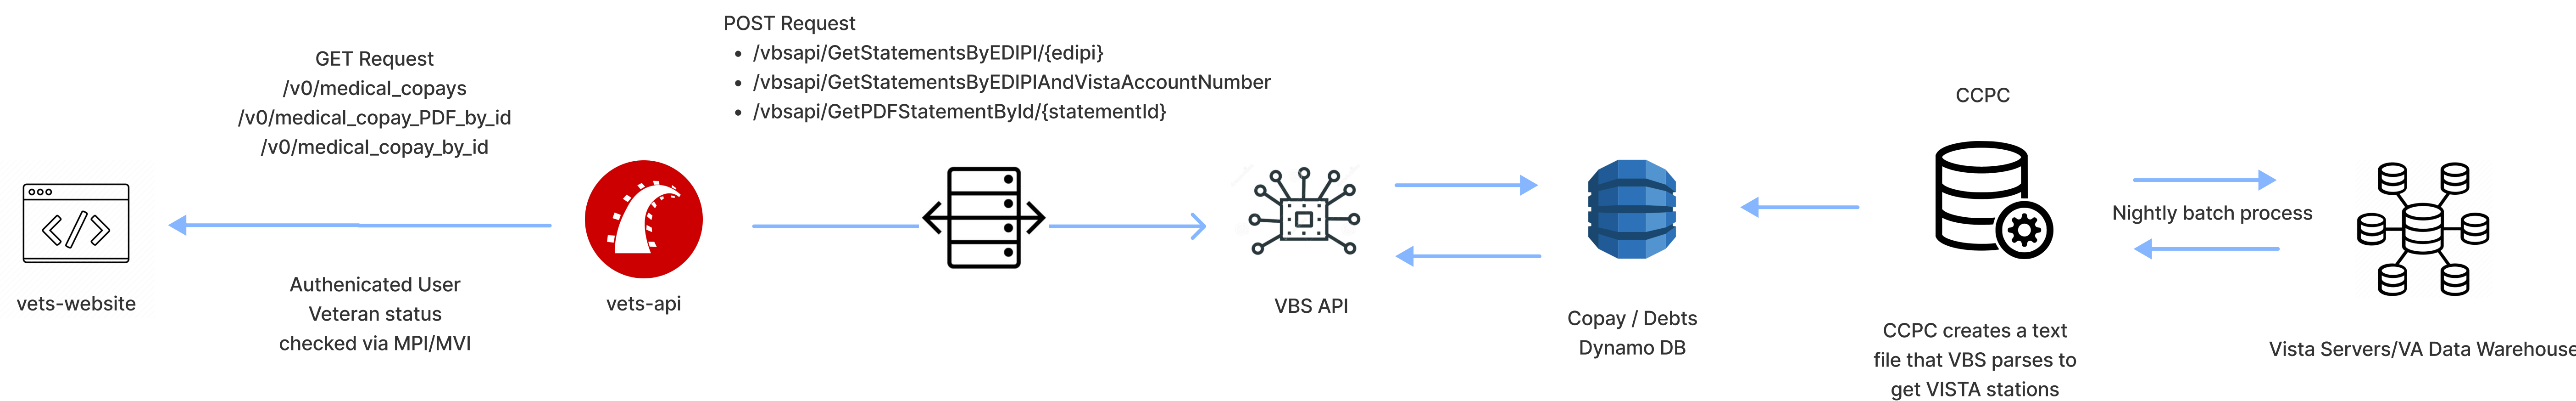 POST Request
• /vbsapi/GetStatementsByEDIPI/{edipi}
• /vbsapi/GetStatementsByEDIPIAndVistaAccountNumber
• /vbsapi/GetPDFStatementById/{statementId}
GET Request
/v0/medical_copays
/v0/medical_copay_PDF_by_id
/v0/medical_copay_by_id
</>
vets-website
Authenicated User
Veteran status
checked via MPI/MVI
vets-api
VBS API
Copay / Debts
Dynamo DB
CCPC
CCPC creates a text
file that VBS parses to
get VISTA stations
Nightly batch process
Vista Servers/VA Data Warehouse